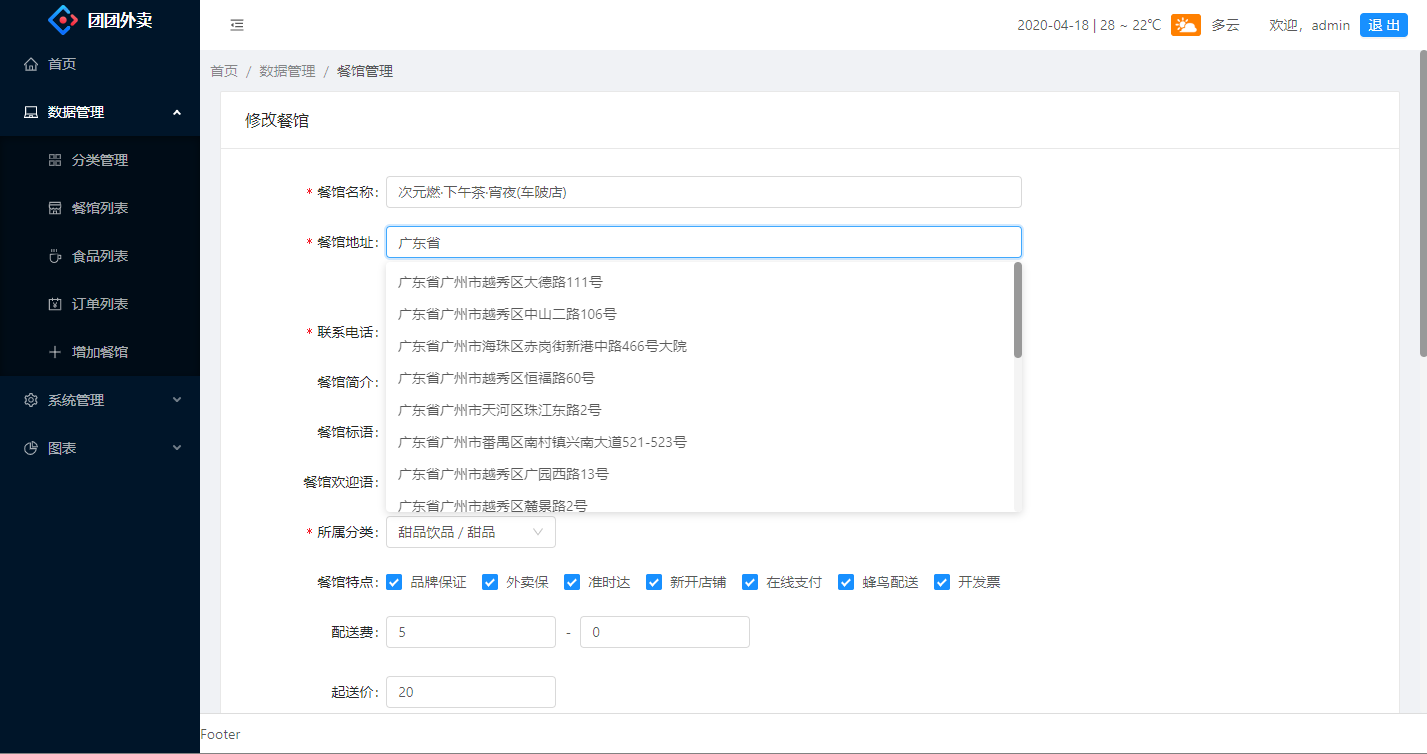 团团外卖
2020-04-18 | 28 ~ 22℃ 多云 欢迎，admin 退 出
首页
数据管理
分类管理
餐馆列表
食品列表
订单列表
增加餐馆
系统管理
图表
首页 / 数据管理 / 餐馆管理
修改餐馆
* 餐馆名称: 次元燃·下午茶·宵夜(车陂店)
* 餐馆地址: 广东省
广东省广州市越秀区大德路111号
广东省广州市越秀区中山二路106号
广东省广州市海珠区赤岗街新港中路466号大院
广东省广州市越秀区恒福路60号
广东省广州市天河区珠江东路2号
广东省广州市番禺区南村镇兴南大道521-523号
广东省广州市越秀区广园西路13号
广东省广州市越秀区麓景路2号
* 联系电话:
餐馆简介:
餐馆标语:
餐馆欢迎语:
* 所属分类: 甜品饮品 / 甜品
餐馆特点: 品牌保证 外卖保 准时达 新开店铺 在线支付 蜂鸟配送 开发票
配送费: 5 - 0
起送价: 20
Footer